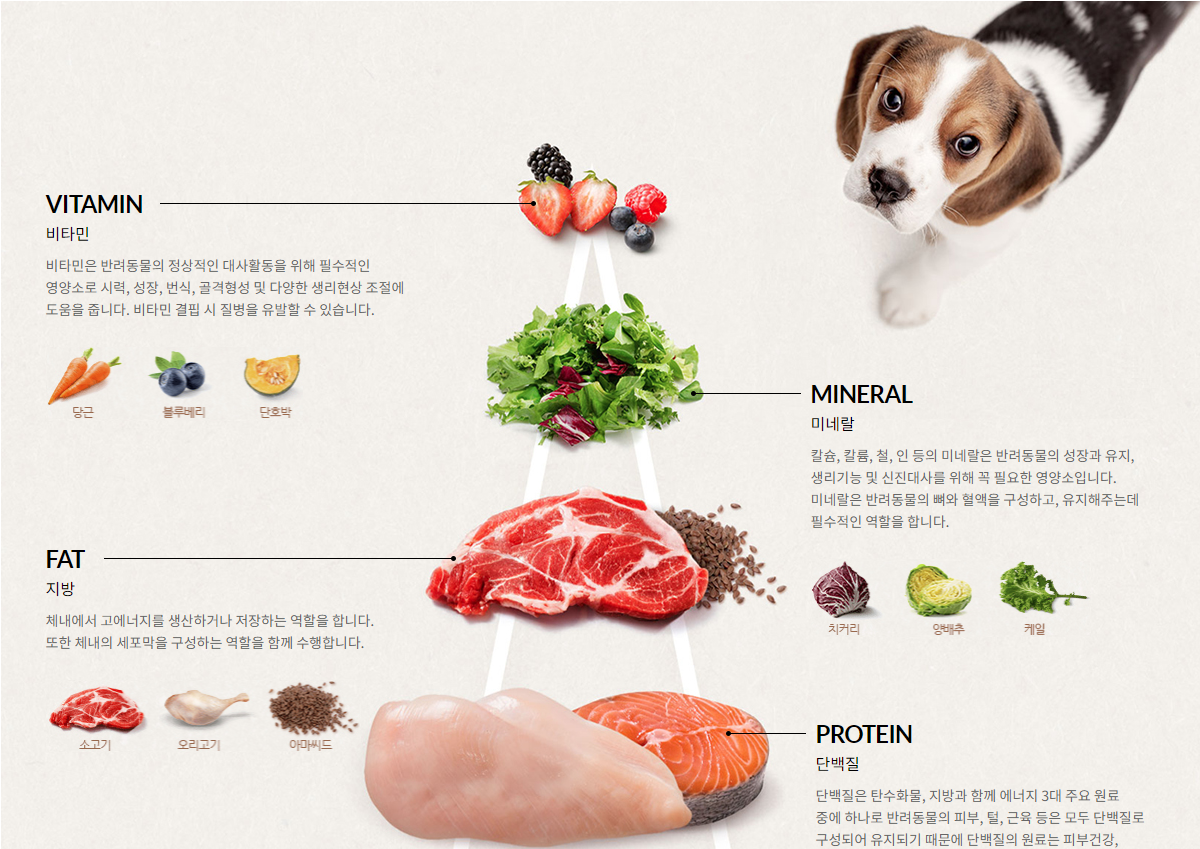 VITAMIN
비타민
비타민은 반려동물의 정상적인 대사활동을 위해 필수적인
영양소로 시력, 성장, 번식, 골격형성 및 다양한 생리현상 조절에
도움을 줍니다. 비타민 결핍 시 질병을 유발할 수 있습니다.
당근
블루베리
단호박
MINERAL
미네랄
칼슘, 칼륨, 철, 인 등의 미네랄은 반려동물의 성장과 유지,
생리기능 및 신진대사를 위해 꼭 필요한 영양소입니다.
미네랄은 반려동물의 뼈와 혈액을 구성하고, 유지해주는데
필수적인 역할을 합니다.
치커리
양배추
케일
FAT
지방
체내에서 고에너지를 생산하거나 저장하는 역할을 합니다.
또한 체내의 세포막을 구성하는 역할을 함께 수행합니다.
소고기
오리고기
아마씨드
PROTEIN
단백질
단백질은 탄수화물, 지방과 함께 에너지 3대 주요 원료
중에 하나로 반려동물의 피부, 털, 근육 등은 모두 단백질로
구성되어 유지되기 때문에 단백질의 원료는 피부건강,